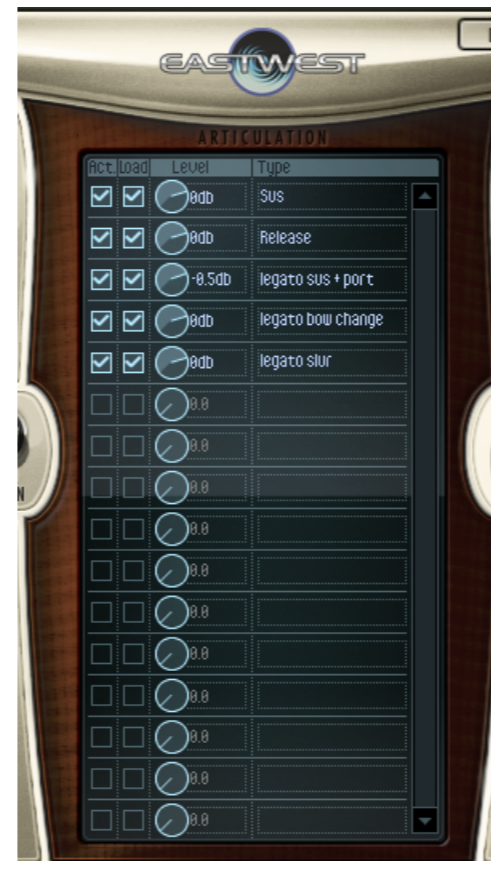 EASTWEST
ARTICULATION
Act. Load Level Type
0db Sus
0db Release
-0.5db legato sus + port
0db legato bow change
0db legato slur
0.0
0.0
0.0
0.0
0.0
0.0
0.0
0.0
0.0
0.0
0.0